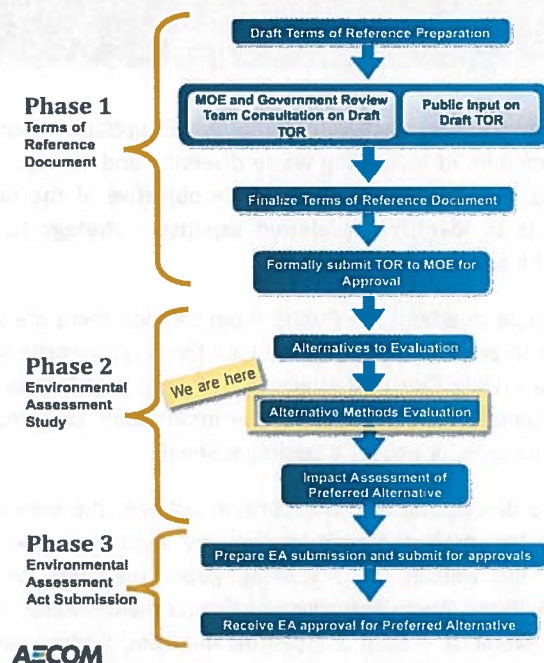 Draft Terms of Reference Preparation
Phase 1
Terms of
Reference
Document
MOE and Government Review
Team Consultation on Draft
TOR
Public Input on
Draft TOR
Finalize Terms of Reference Document
Formally submit TOR to MOE for
Approval
Phase 2
Environmental
Assessment
Study
We are here
Alternatives to Evaluation
Alternative Methods Evaluation
Impact Assessment of
Preferred Alternative
Phase 3
Environmental
Assessment
Act Submission
Prepare EA submission and submit for approvals
Receive EA approval for Preferred Alternative
AECOM